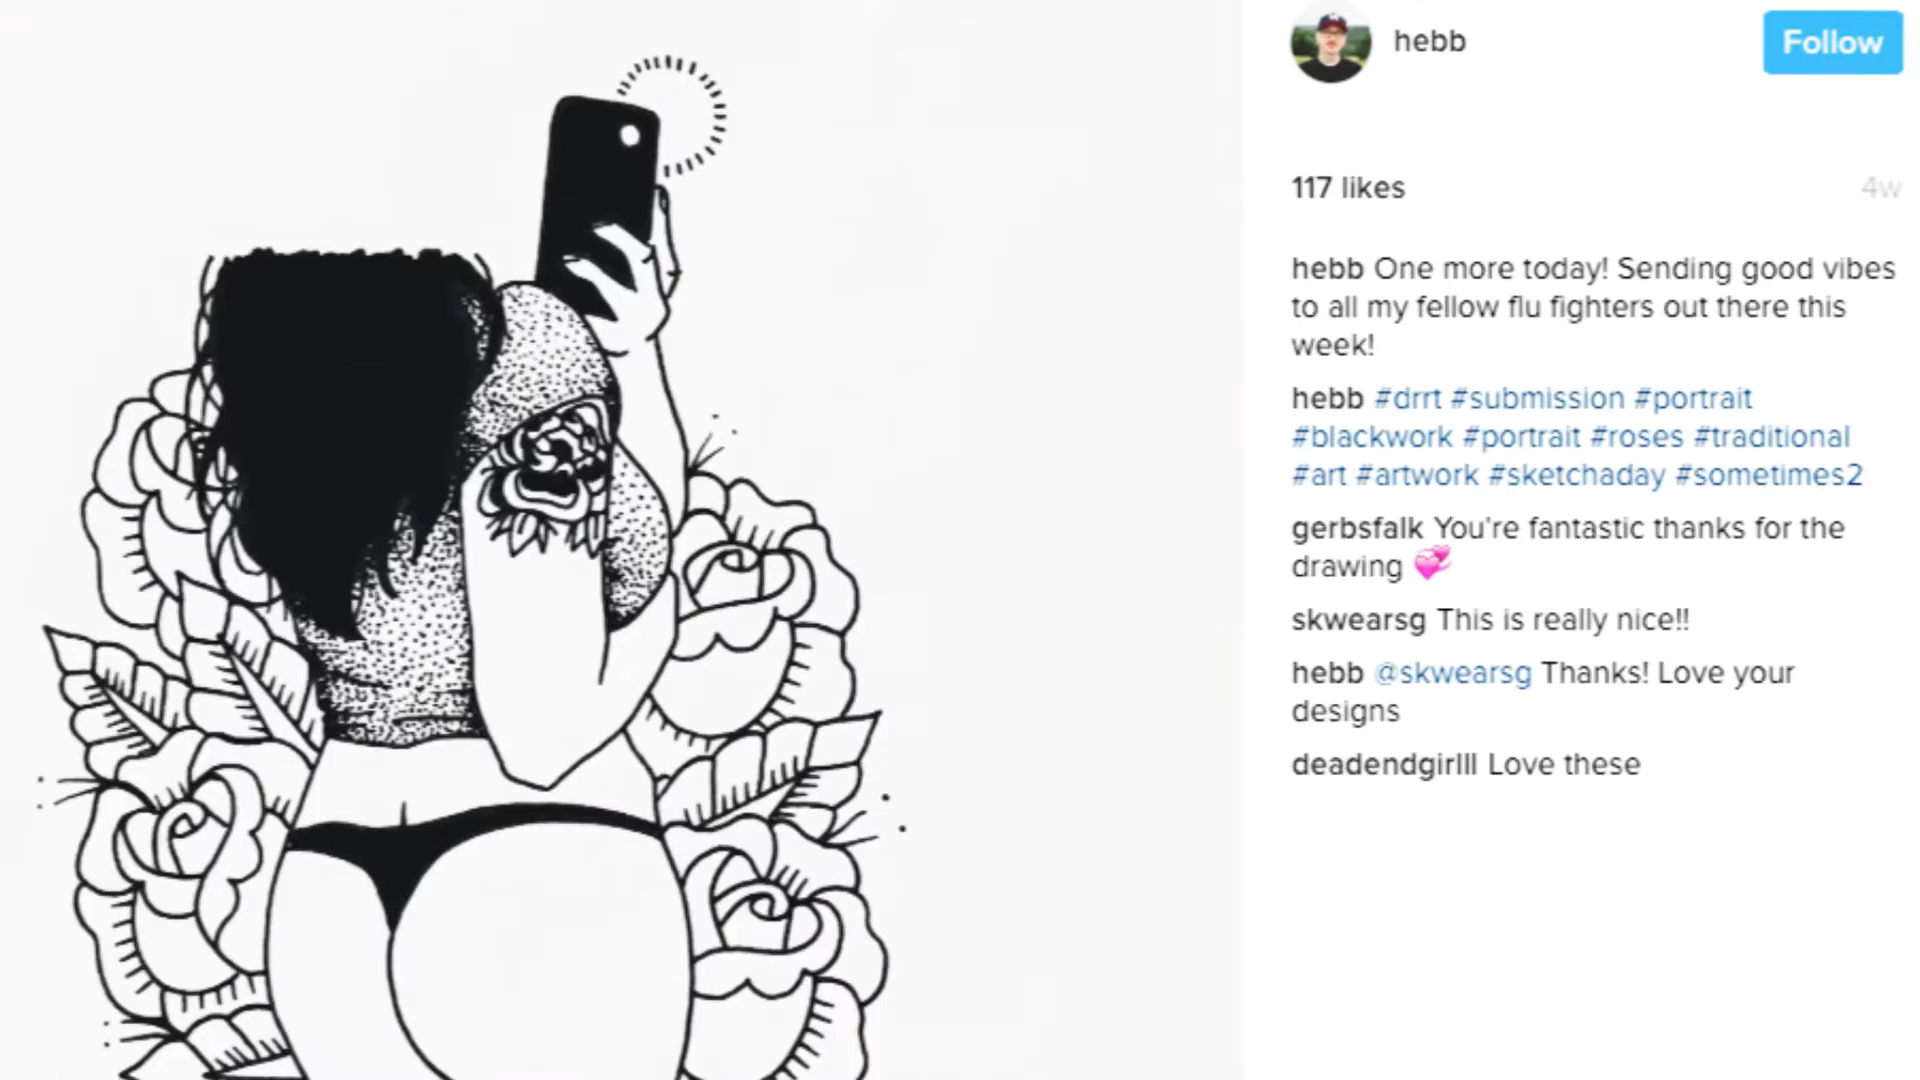 hebb
Follow
117 likes
4w
hebb One more today! Sending good vibes
to all my fellow flu fighters out there this
week!
hebb #drrt #submission #portrait
#blackwork #portrait #roses #traditional
#art #artwork #sketchaday #sometimes2
gerbsfalk You're fantastic thanks for the
drawing 💞
skwearsg This is really nice!!
hebb @skwearsg Thanks! Love your
designs
deadendgirlll Love these